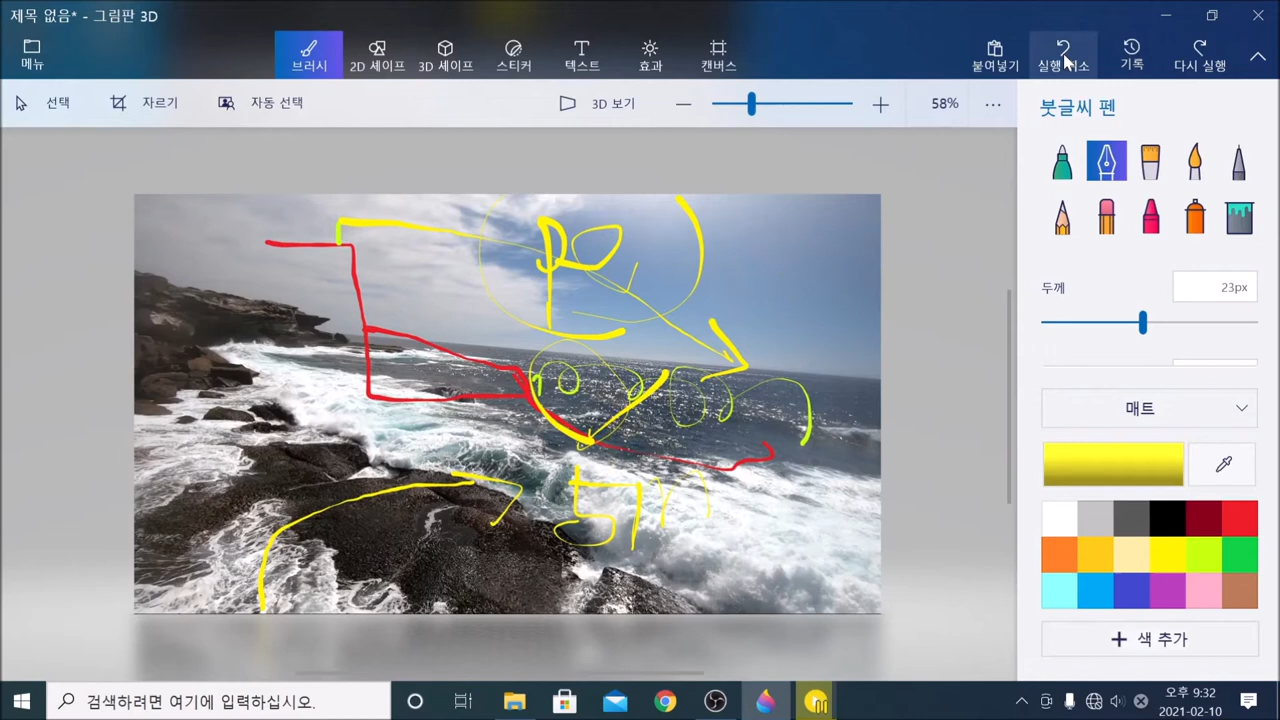 제목 없음* - 그림판 3D
메뉴
브러시
2D 셰이프
3D 셰이프
스티커
텍스트
효과
캔버스
붙여넣기
실행 취소
기록
다시 실행
선택
자르기
자동 선택
3D 보기
58%
붓글씨 펜
두께
23px
매트
색 추가
검색하려면 여기에 입력하십시오.
오후 9:32
2021-02-10